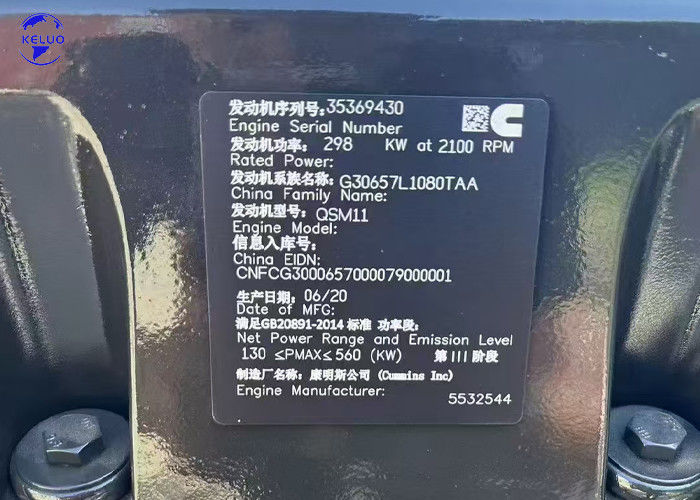 KELUO
发动机序列号: 35369430
Engine Serial Number
发动机功率: 298 KW at 2100 RPM
Rated Power:
发动机系族名称: G30657L1080TAA
China Family Name:
发动机型号: QSM11
Engine Model:
信息入库号:
China EIDN:
CNFCG3000657000079000001
生产日期: 06/20
Date of MFG:
满足GB20891-2014 标准 功率段:
Net Power Range and Emission Level
130 ≤PMAX≤ 560 (KW) 第III阶段
制造厂名称: 康明斯公司 (Cummins Inc)
Engine Manufacturer:
5532544